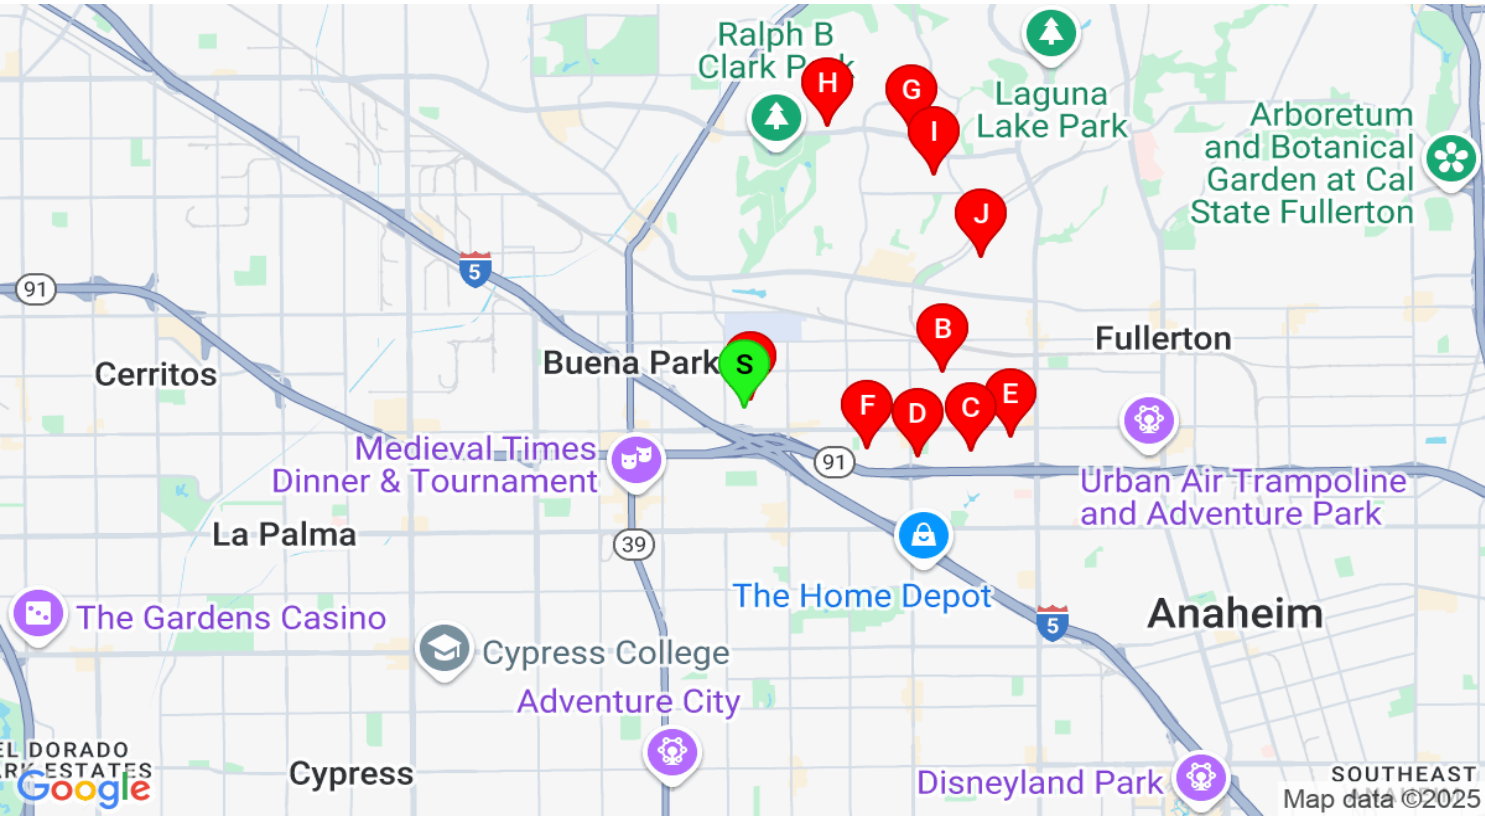 Ralph B
Clark Park
H
G
I
Laguna
Lake Park
Arboretum
and Botanical
Garden at Cal
State Fullerton
J
5
91
B
Fullerton
Buena Park
S
Cerritos
F
D
C
E
Medieval Times
Dinner & Tournament
91
Urban Air Trampoline
and Adventure Park
La Palma
39
The Home Depot
The Gardens Casino
Anaheim
5
Cypress College
Adventure City
EL DORADO
RK ESTATES
Google
Cypress
Disneyland Park
SOUTHEAST
Map data ©2025